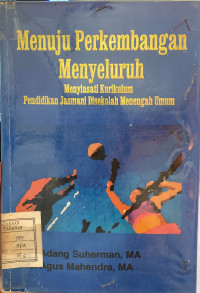 Menuju Perkembangan
Menyeluruh
Menyiasati Kurikulum
Pendidikan Jasmani Disekolah Menengah Umum
Adang Suherman, MA
Agus Mahendra, MA